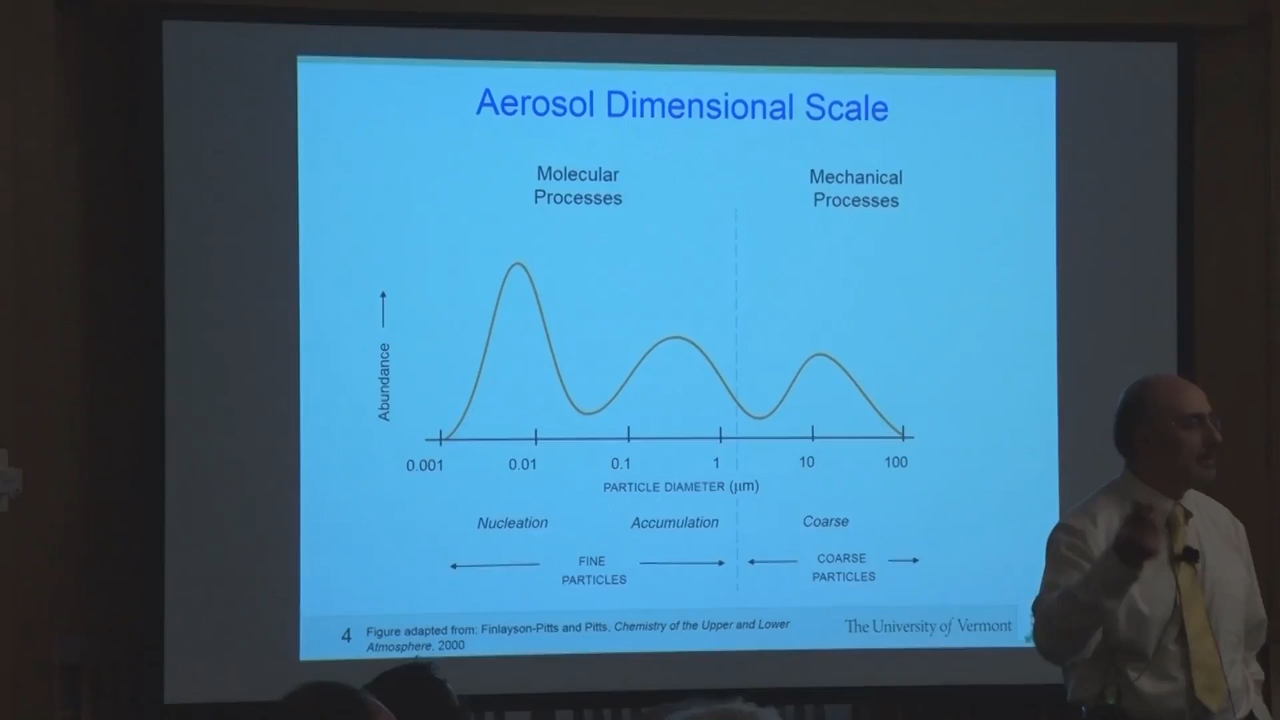 Aerosol Dimensional Scale
Molecular
Processes
Mechanical
Processes
Abundance
0.001
0.01
0.1
1
10
100
PARTICLE DIAMETER (μm)
Nucleation
Accumulation
Coarse
FINE
PARTICLES
COARSE
PARTICLES
4
Figure adapted from: Finlayson-Pitts and Pitts, Chemistry of the Upper and Lower
Atmosphere, 2000
The University of Vermont